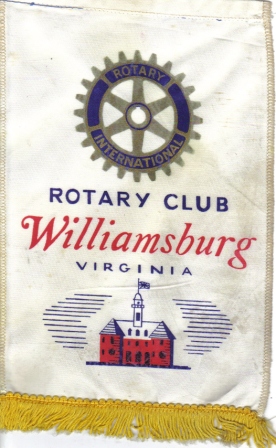 ROTARY
INTERNATIONAL
ROTARY CLUB
Williamsburg
VIRGINIA